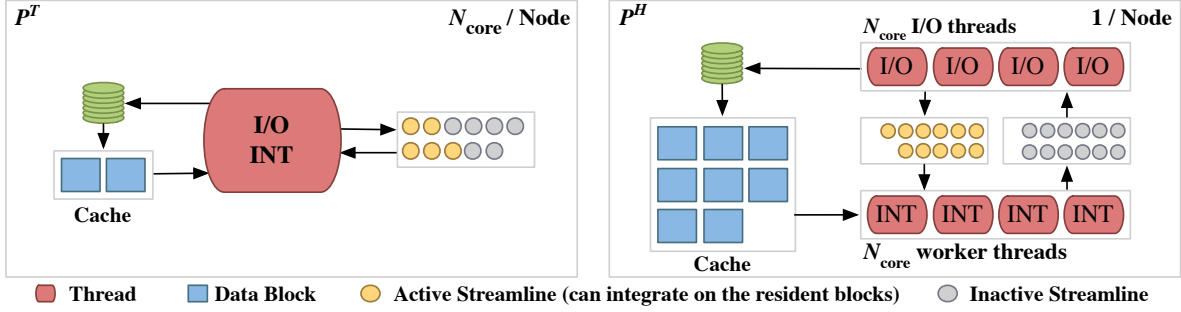 P^T
N_core / Node
I/O
INT
Cache
P^H
1 / Node
N_core I/O threads
I/O I/O I/O I/O
INT INT INT INT
N_core worker threads
Cache
Thread
Data Block
Active Streamline (can integrate on the resident blocks)
Inactive Streamline